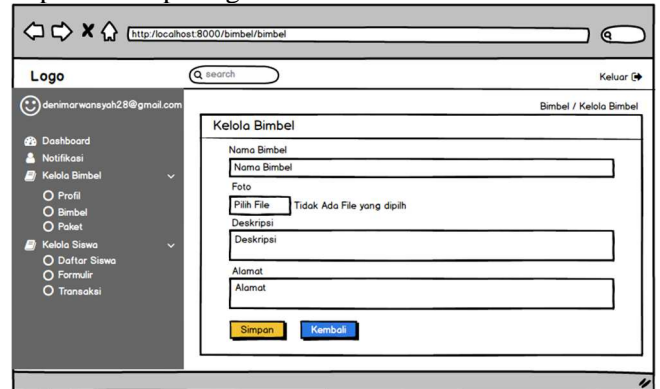 http:/localhost:8000/bimbel/bimbel
Logo
search
Keluar
denimarwansyah28@gmail.com
Bimbel / Kelola Bimbel
Dashboard
Notifikasi
Kelola Bimbel
Profil
Bimbel
Paket
Kelola Siswa
Daftar Siswa
Formulir
Transaksi
Kelola Bimbel
Nama Bimbel
Nama Bimbel
Foto
Pilih File Tidak Ada File yang dipilh
Deskripsi
Deskripsi
Alamat
Alamat
Simpan Kembali